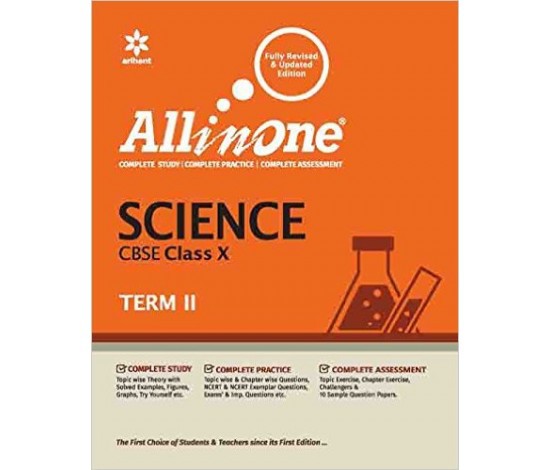 arihant
Fully Revised
& Updated
Edition
All in One®
COMPLETE STUDY | COMPLETE PRACTICE | COMPLETE ASSESSMENT
SCIENCE
CBSE Class X
TERM II
COMPLETE STUDY
Topic wise Theory with
Solved Examples, Figures,
Graphs, Try Yourself etc.
COMPLETE PRACTICE
Topic wise & Chapter wise Questions,
NCERT & NCERT Exemplar Questions,
Exams' & Imp. Questions etc.
COMPLETE ASSESSMENT
Topic Exercise, Chapter Exercise,
Challengers &
10 Sample Question Papers.
The First Choice of Students & Teachers since its First Edition ...